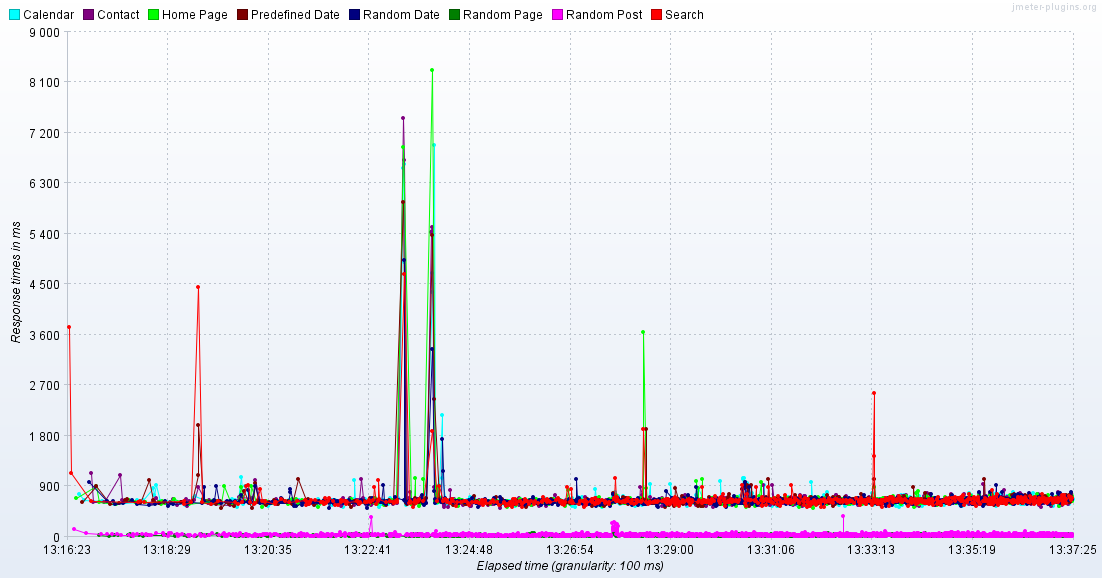 Calendar Contact Home Page Predefined Date Random Date Random Page Random Post Search
jmeter-plugins.org
9 000
8 100
7 200
6 300
5 400
4 500
3 600
2 700
1 800
900
0
Response times in ms
13:16:23 13:18:29 13:20:35 13:22:41 13:24:48 13:26:54 13:29:00 13:31:06 13:33:13 13:35:19 13:37:25
Elapsed time (granularity: 100 ms)